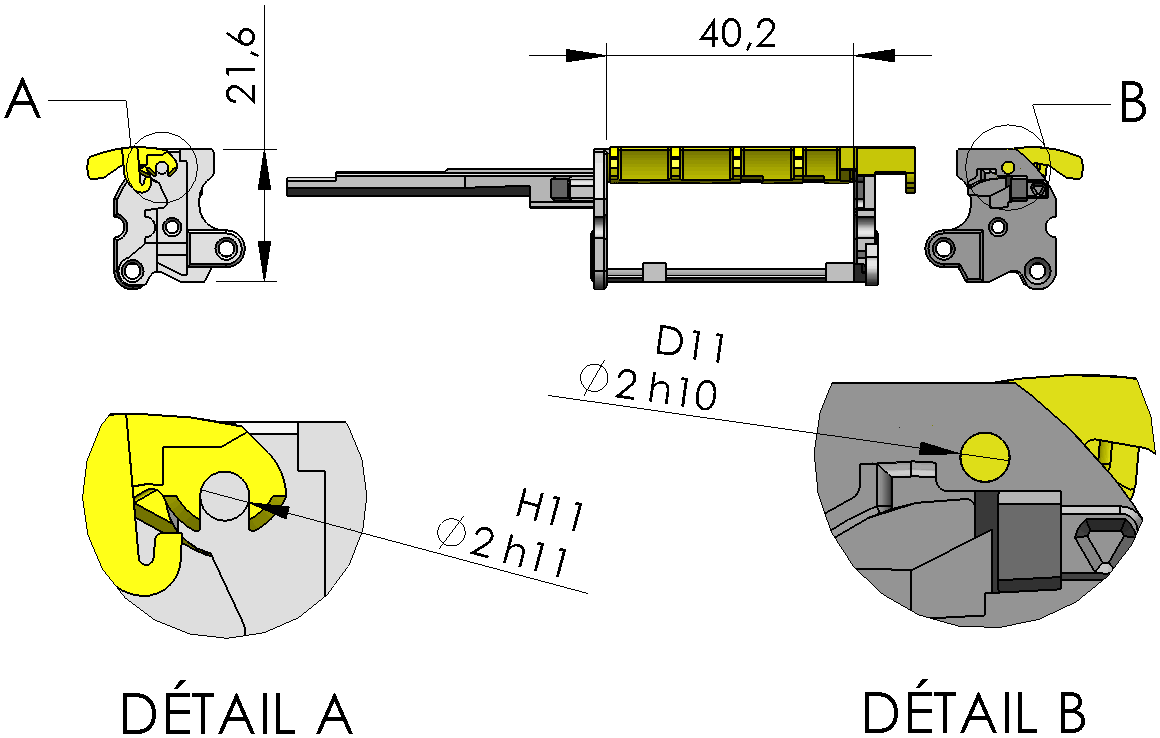 40,2
21,6
A
B
D11
⌀2 h10
H11
⌀2 h11
DÉTAIL A
DÉTAIL B